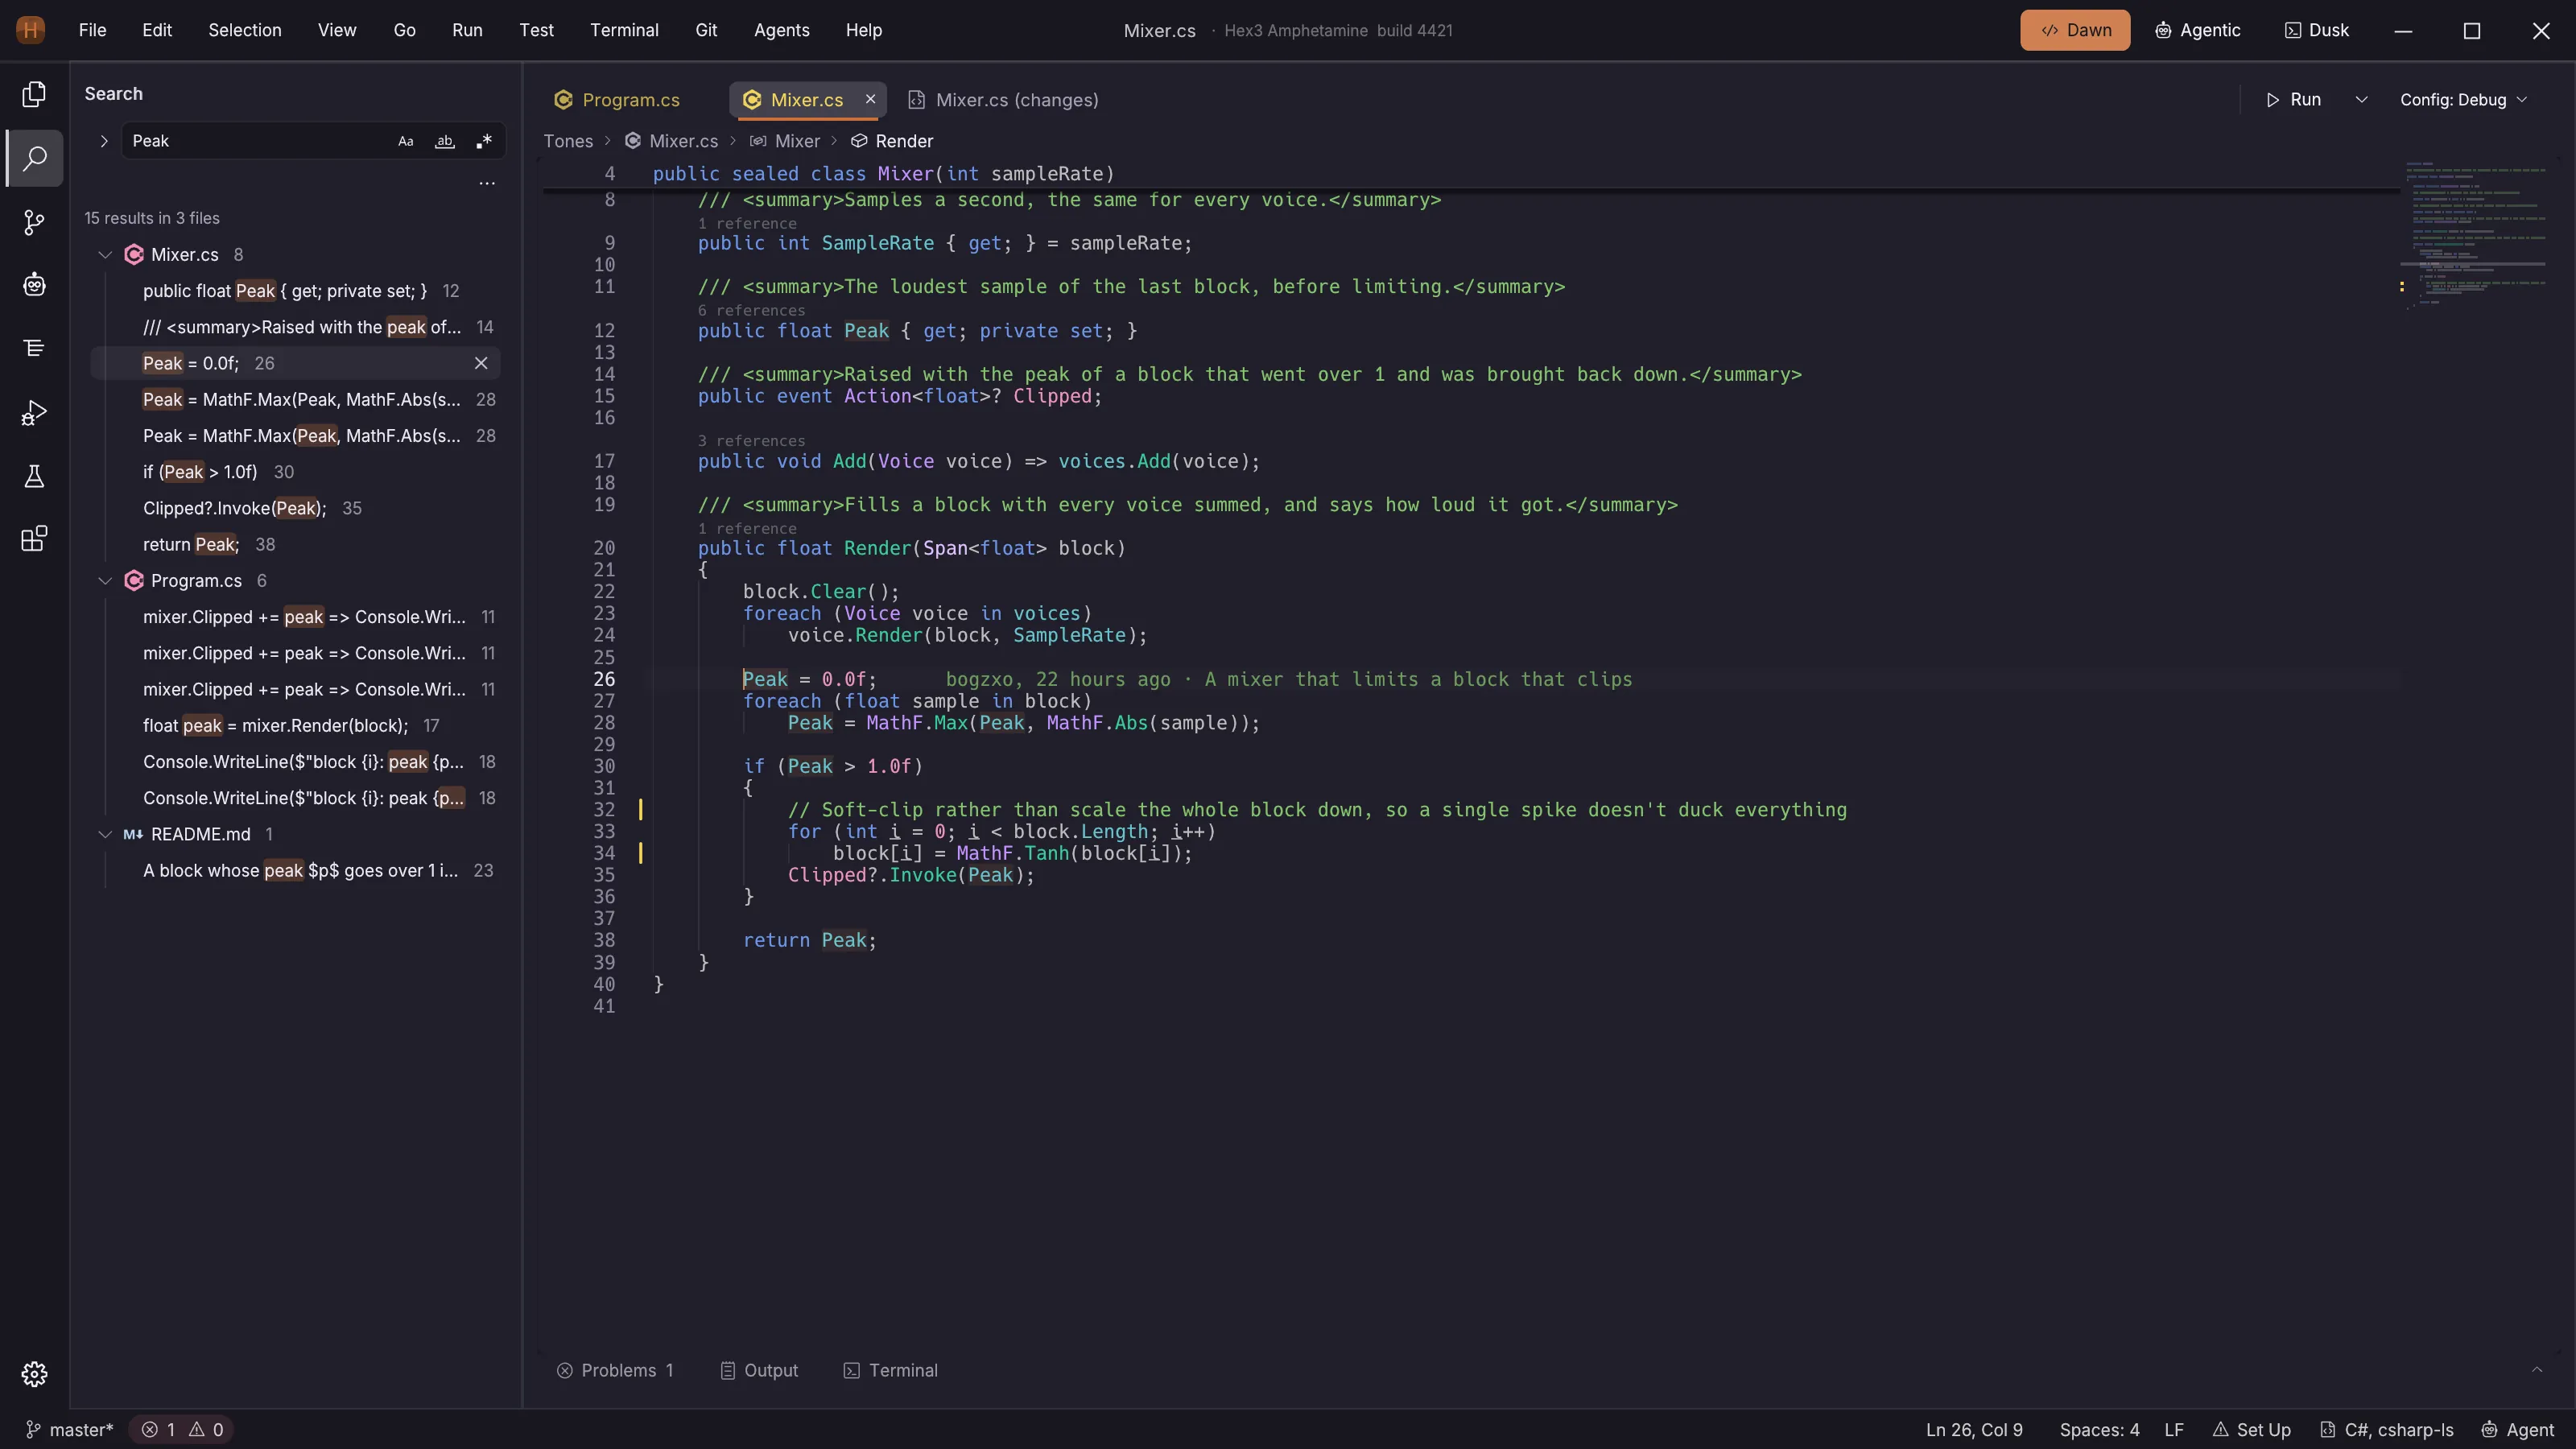 H File Edit Selection View Go Run Test Terminal Git Agents Help Mixer.cs · Hex3 Amphetamine build 4421 Dawn Agentic Dusk
Search
Peak Aa ab .*
...
15 results in 3 files
Mixer.cs 8
public float Peak { get; private set; } 12
/// <summary>Raised with the peak of... 14
Peak = 0.0f; 26
Peak = MathF.Max(Peak, MathF.Abs(s... 28
Peak = MathF.Max(Peak, MathF.Abs(s... 28
if (Peak > 1.0f) 30
Clipped?.Invoke(Peak); 35
return Peak; 38
Program.cs 6
mixer.Clipped += peak => Console.Wri... 11
mixer.Clipped += peak => Console.Wri... 11
mixer.Clipped += peak => Console.Wri... 11
float peak = mixer.Render(block); 17
Console.WriteLine($"block {i}: peak {p... 18
Console.WriteLine($"block {i}: peak {p... 18
README.md 1
A block whose peak $p$ goes over 1 i... 23
Program.cs Mixer.cs Mixer.cs (changes) Run Config: Debug
Tones > Mixer.cs > Mixer > Render
4 public sealed class Mixer(int sampleRate)
8 /// <summary>Samples a second, the same for every voice.</summary>
1 reference
9 public int SampleRate { get; } = sampleRate;
10
11 /// <summary>The loudest sample of the last block, before limiting.</summary>
6 references
12 public float Peak { get; private set; }
13
14 /// <summary>Raised with the peak of a block that went over 1 and was brought back down.</summary>
15 public event Action<float>? Clipped;
16
3 references
17 public void Add(Voice voice) => voices.Add(voice);
18
19 /// <summary>Fills a block with every voice summed, and says how loud it got.</summary>
1 reference
20 public float Render(Span<float> block)
21 {
22 block.Clear();
23 foreach (Voice voice in voices)
24 voice.Render(block, SampleRate);
25
26 Peak = 0.0f; bogzxo, 22 hours ago · A mixer that limits a block that clips
27 foreach (float sample in block)
28 Peak = MathF.Max(Peak, MathF.Abs(sample));
29
30 if (Peak > 1.0f)
31 {
32 // Soft-clip rather than scale the whole block down, so a single spike doesn't duck everything
33 for (int i = 0; i < block.Length; i++)
34 block[i] = MathF.Tanh(block[i]);
35 Clipped?.Invoke(Peak);
36 }
37
38 return Peak;
39 }
40 }
41
Problems 1 Output Terminal
master* 1 0 Ln 26, Col 9 Spaces: 4 LF Set Up C#, csharp-ls Agent